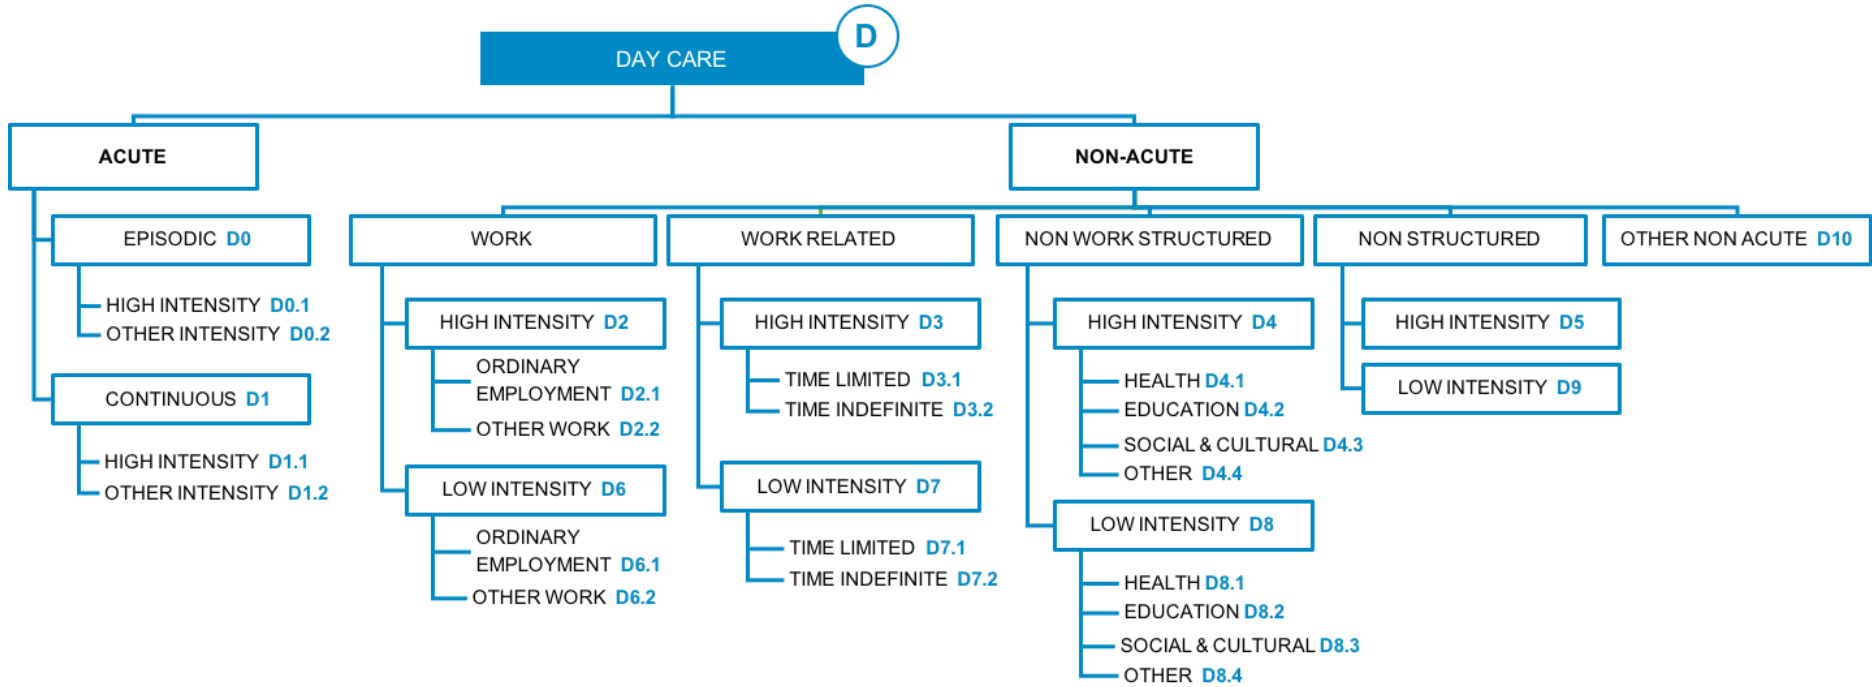 D
DAY CARE
ACUTE
NON-ACUTE
EPISODIC D0
HIGH INTENSITY D0.1
OTHER INTENSITY D0.2
CONTINUOUS D1
HIGH INTENSITY D1.1
OTHER INTENSITY D1.2
WORK
HIGH INTENSITY D2
ORDINARY
EMPLOYMENT D2.1
OTHER WORK D2.2
LOW INTENSITY D6
ORDINARY
EMPLOYMENT D6.1
OTHER WORK D6.2
WORK RELATED
HIGH INTENSITY D3
TIME LIMITED D3.1
TIME INDEFINITE D3.2
LOW INTENSITY D7
TIME LIMITED D7.1
TIME INDEFINITE D7.2
NON WORK STRUCTURED
HIGH INTENSITY D4
HEALTH D4.1
EDUCATION D4.2
SOCIAL & CULTURAL D4.3
OTHER D4.4
LOW INTENSITY D8
HEALTH D8.1
EDUCATION D8.2
SOCIAL & CULTURAL D8.3
OTHER D8.4
NON STRUCTURED
HIGH INTENSITY D5
LOW INTENSITY D9
OTHER NON ACUTE D10